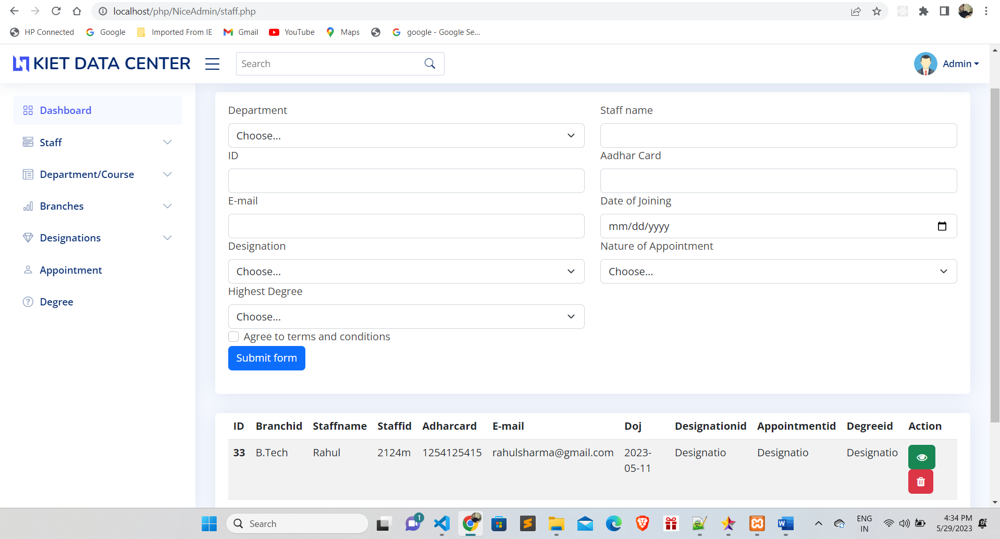 localhost/php/NiceAdmin/staff.php
HP Connected Google Imported From IE Gmail YouTube Maps google - Google Se...
KIET DATA CENTER Search Admin
Dashboard
Staff
Department/Course
Branches
Designations
Appointment
Degree
Department Staff name
Choose...
ID Aadhar Card
E-mail Date of Joining
mm/dd/yyyy
Designation Nature of Appointment
Choose... Choose...
Highest Degree
Choose...
Agree to terms and conditions
Submit form
ID Branchid Staffname Staffid Adharcard E-mail Doj Designationid Appointmentid Degreeid Action
33 B.Tech Rahul 2124m 1254125415 rahulsharma@gmail.com 2023- Designatio Designatio Designatio
05-11
Search 1 ENG 4:34 PM
IN 5/29/2023